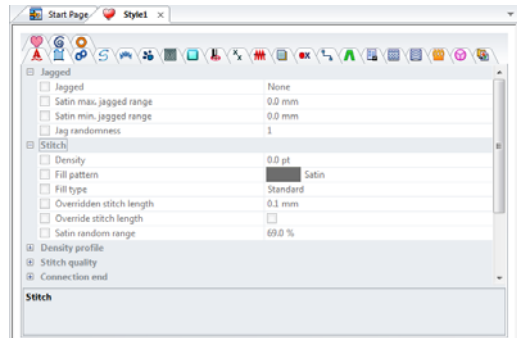 Start Page Style1 x
Jagged
Jagged None
Satin max. jagged range 0.0 mm
Satin min. jagged range 0.0 mm
Jag randomness 1
Stitch
Density 0.0 pt
Fill pattern Satin
Fill type Standard
Overridden stitch length 0.1 mm
Override stitch length
Satin random range 69.0 %
Density profile
Stitch quality
Connection end
Stitch